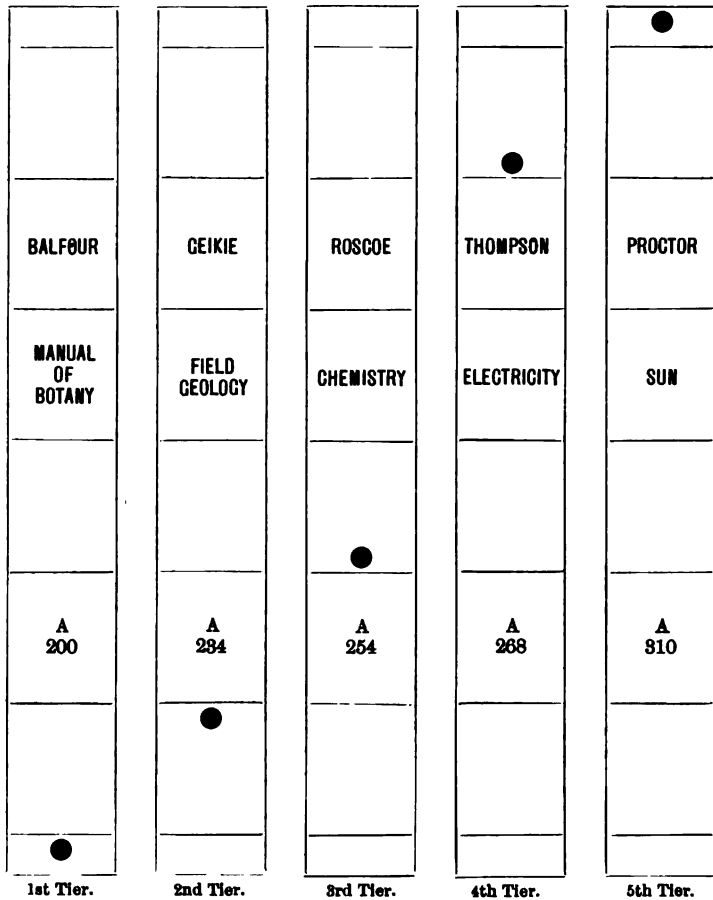 BALFOUR
MANUAL
OF
BOTANY
A
200
1st Tier.
GEIKIE
FIELD
GEOLOGY
A
234
2nd Tier.
ROSCOE
CHEMISTRY
A
254
3rd Tier.
THOMPSON
ELECTRICITY
A
268
4th Tier.
PROCTOR
SUN
A
310
5th Tier.